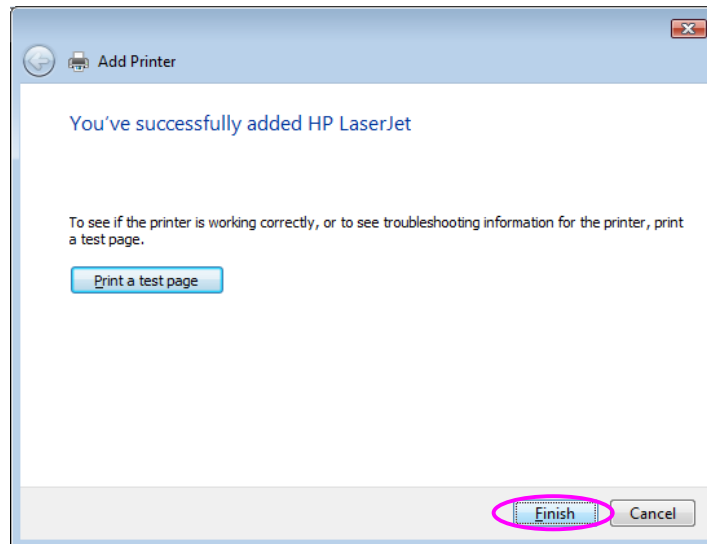 Add Printer
You've successfully added HP LaserJet
To see if the printer is working correctly, or to see troubleshooting information for the printer, print
a test page.
Print a test page
Finish Cancel